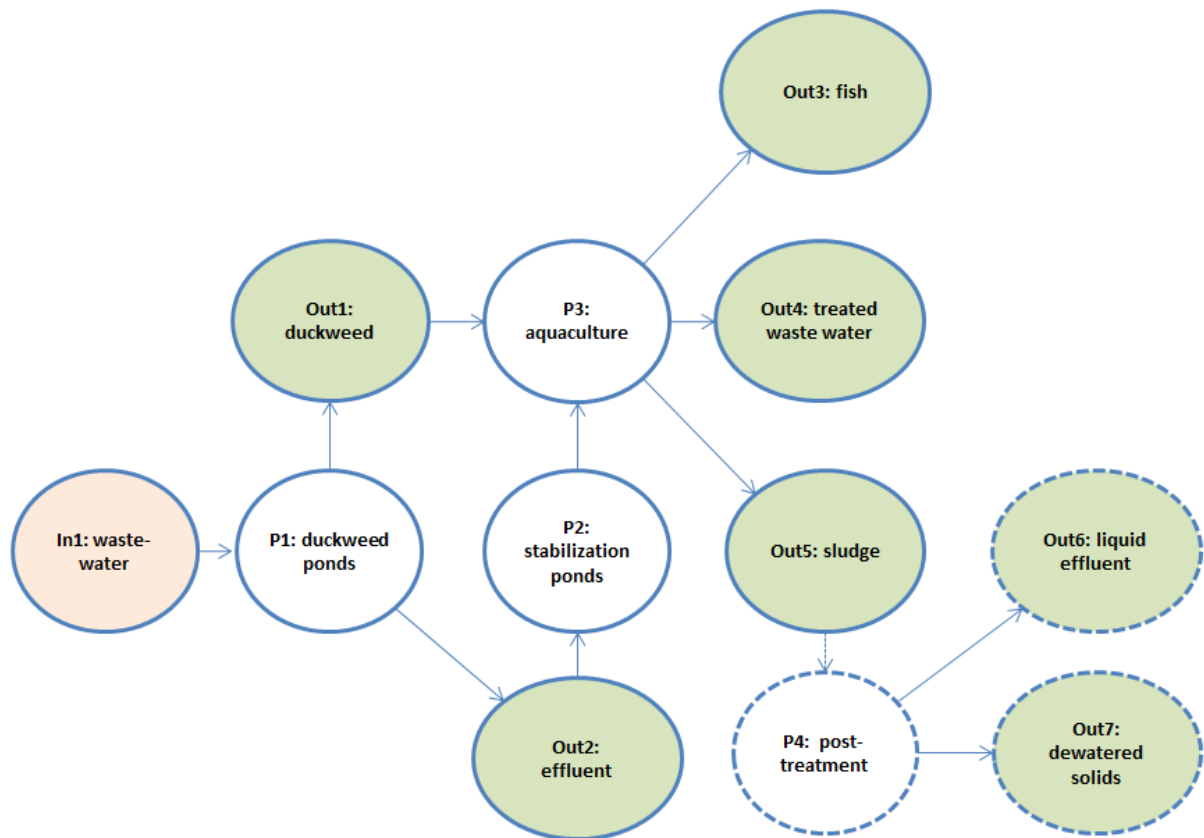 Out3: fish
Out1:
duckweed
P3:
aquaculture
Out4: treated
waste water
In1: waste-
water
P1: duckweed
ponds
P2:
stabilization
ponds
Out5: sludge
Out6: liquid
effluent
Out2:
effluent
P4:  post-
treatment
Out7:
dewatered
solids